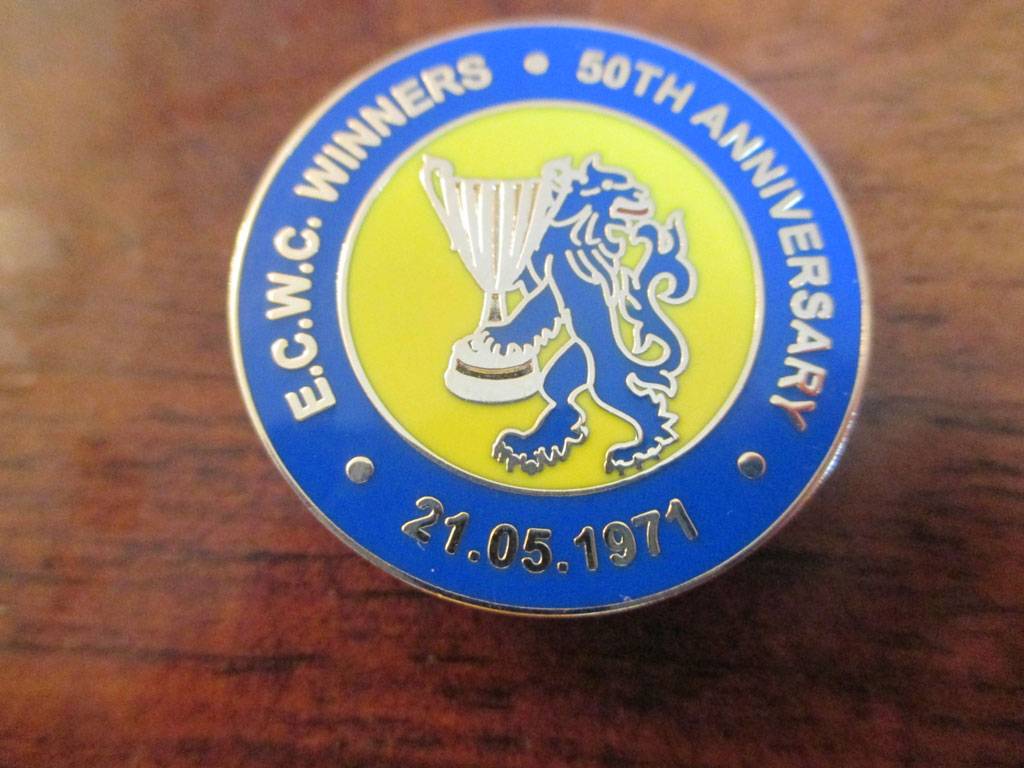 E.C.W.C. WINNERS • 50TH ANNIVERSARY
• 21.05.1971 •